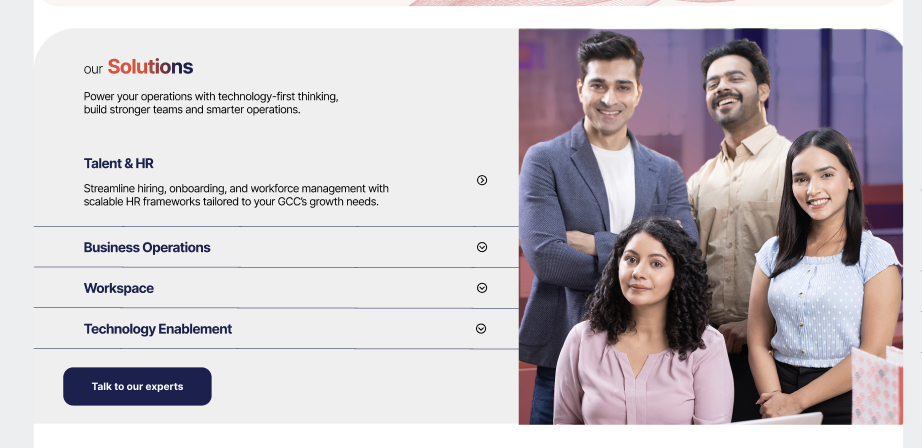 our Solutions
Power your operations with technology-first thinking,
build stronger teams and smarter operations.
Talent & HR
Streamline hiring, onboarding, and workforce management with
scalable HR frameworks tailored to your GCC's growth needs.
Business Operations
Workspace
Technology Enablement
Talk to our experts